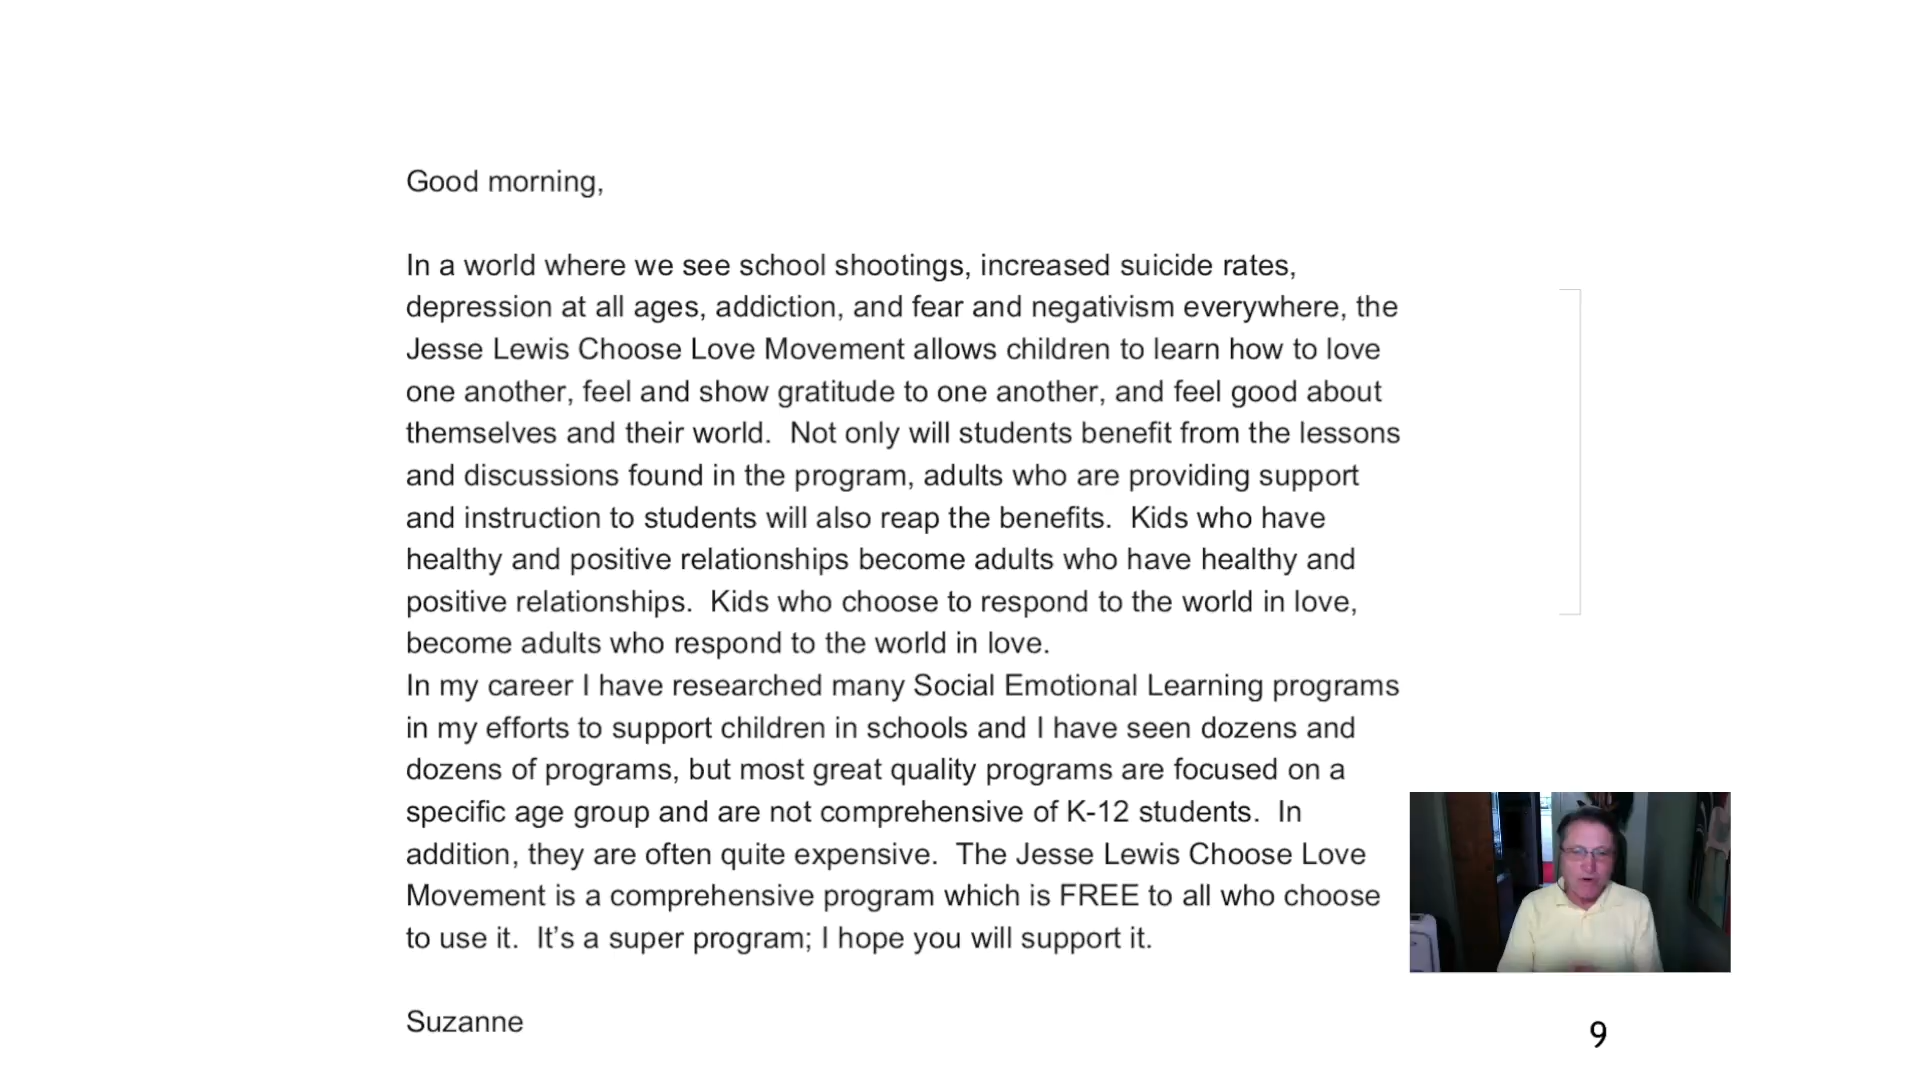 Good morning,
In a world where we see school shootings, increased suicide rates,
depression at all ages, addiction, and fear and negativism everywhere, the
Jesse Lewis Choose Love Movement allows children to learn how to love
one another, feel and show gratitude to one another, and feel good about
themselves and their world.  Not only will students benefit from the lessons
and discussions found in the program, adults who are providing support
and instruction to students will also reap the benefits.  Kids who have
healthy and positive relationships become adults who have healthy and
positive relationships.  Kids who choose to respond to the world in love,
become adults who respond to the world in love.
In my career I have researched many Social Emotional Learning programs
in my efforts to support children in schools and I have seen dozens and
dozens of programs, but most great quality programs are focused on a
specific age group and are not comprehensive of K-12 students.  In
addition, they are often quite expensive.  The Jesse Lewis Choose Love
Movement is a comprehensive program which is FREE to all who choose
to use it.  It’s a super program; I hope you will support it.
Suzanne
9